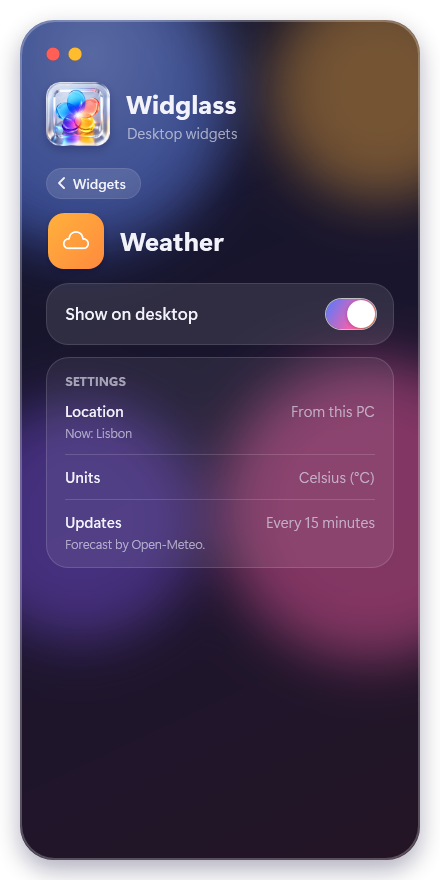 Widglass
Desktop widgets
Widgets
Weather
Show on desktop
SETTINGS
Location From this PC
Now: Lisbon
Units Celsius (°C)
Updates Every 15 minutes
Forecast by Open-Meteo.